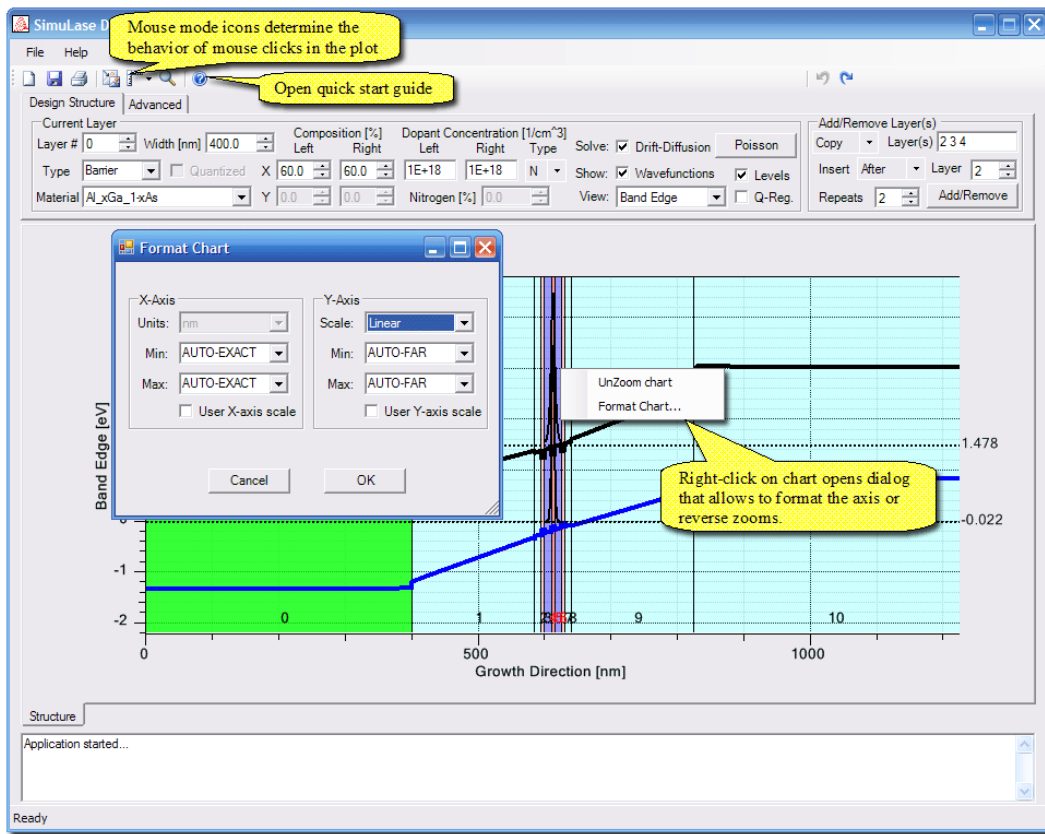 SimuLase D
Mouse mode icons determine the
behavior of mouse clicks in the plot
File Help
Open quick start guide
Design Structure Advanced
Current Layer
Layer # 0 Width [nm] 400.0 Composition [%] Dopant Concentration [1/cm^3]
Left Right Left Right Type Solve: Drift-Diffusion Poisson
Type Barrier Quantized X 60.0 60.0 1E+18 1E+18 N Show: Wavefunctions Levels
Material Al_xGa_1-xAs Y 0.0 0.0 Nitrogen [%] 0.0 View: Band Edge Q-Reg.
Add/Remove Layer(s)
Copy Layer(s) 2 3 4
Insert After Layer 2
Repeats 2 Add/Remove
Format Chart
X-Axis
Units: nm
Min: AUTO-EXACT
Max: AUTO-EXACT
User X-axis scale
Y-Axis
Scale: Linear
Min: AUTO-FAR
Max: AUTO-FAR
User Y-axis scale
Cancel OK
UnZoom chart
Format Chart...
Right-click on chart opens dialog
that allows to format the axis or
reverse zooms.
Band Edge [eV]
1.478
-0.022
0
-1
-2
0 1 8 9 10
0 500 1000
Growth Direction [nm]
Structure
Application started...
Ready